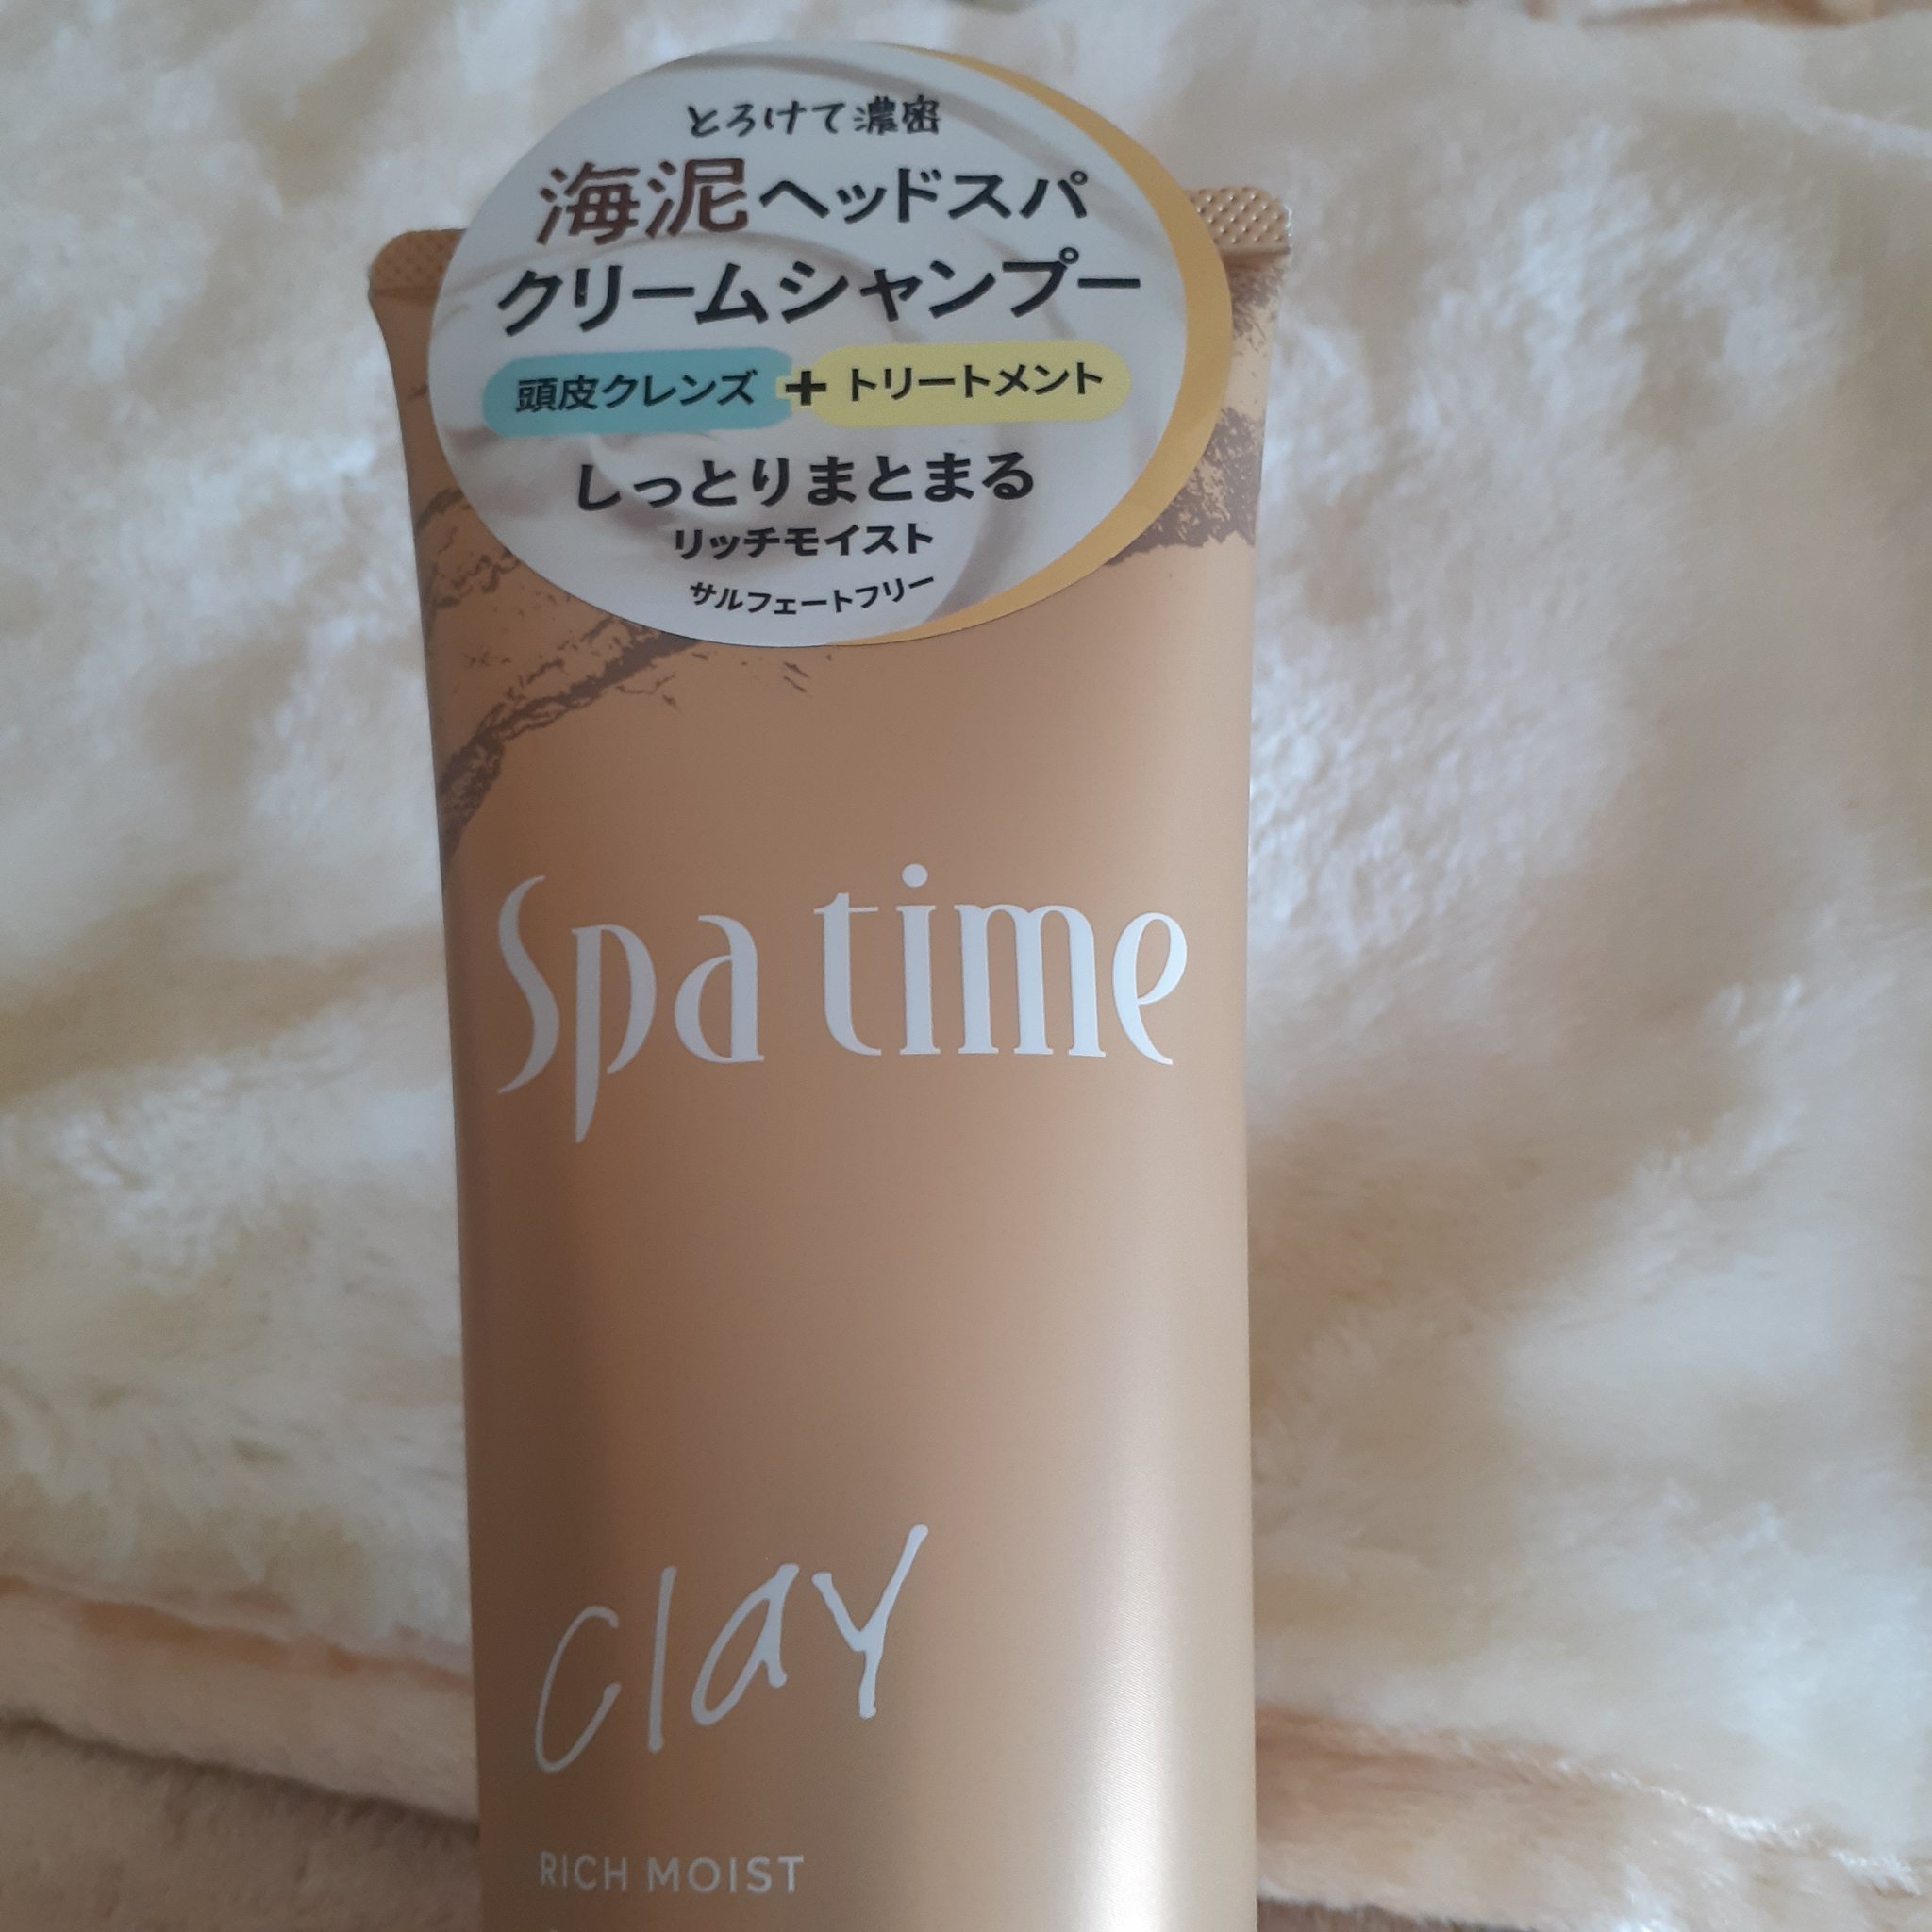 とろけて濃密
海泥ヘッドスパ
クリームシャンプー
頭皮クレンズ+トリートメント
しっとりまとまる
リッチモイスト
サルフェートフリー
Spa time
clay
RICH MOIST